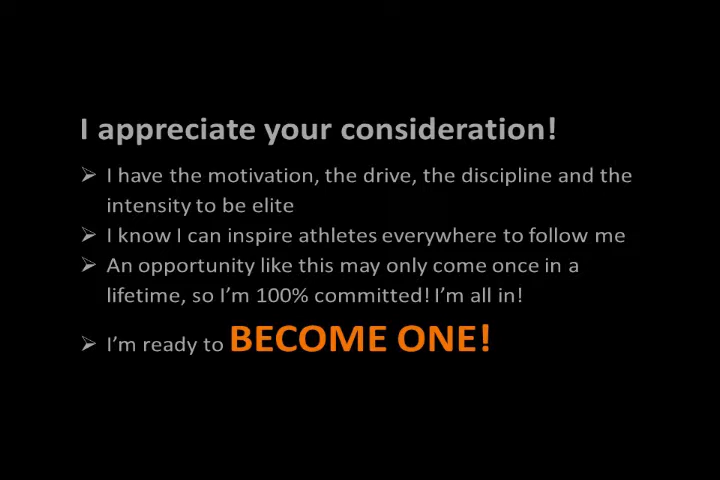 I appreciate your consideration!
➢ I have the motivation, the drive, the discipline and the
intensity to be elite
➢ I know I can inspire athletes everywhere to follow me
➢ An opportunity like this may only come once in a
lifetime, so I’m 100% committed! I’m all in!
➢ I’m ready to BECOME ONE!